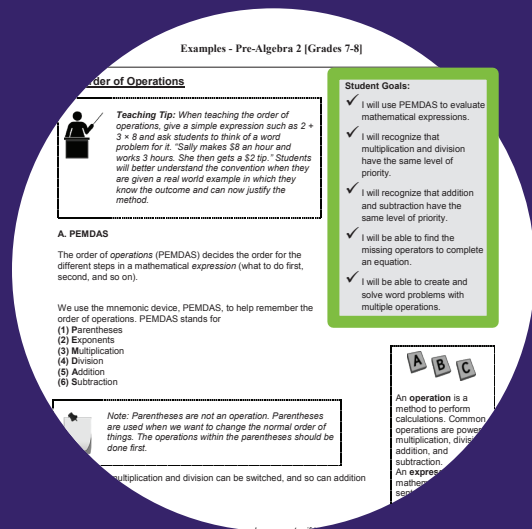 Examples - Pre-Algebra 2 [Grades 7-8]
Order of Operations
Teaching Tip: When teaching the order of
operations, give a simple expression such as 2 +
3 × 8 and ask students to think of a word
problem for it. “Sally makes $8 an hour and
works 3 hours. She then gets a $2 tip.” Students
will better understand the convention when they
are given a real world example in which they
know the outcome and can now justify the
method.
A. PEMDAS
The order of operations (PEMDAS) decides the order for the
different steps in a mathematical expression (what to do first,
second, and so on).
We use the mnemonic device, PEMDAS, to help remember the
order of operations. PEMDAS stands for
(1) Parentheses
(2) Exponents
(3) Multiplication
(4) Division
(5) Addition
(6) Subtraction
Note: Parentheses are not an operation. Parentheses
are used when we want to change the normal order of
things. The operations within the parentheses should be
done first.
multiplication and division can be switched, and so can addition
Student Goals:
✓ I will use PEMDAS to evaluate
mathematical expressions.
✓ I will recognize that
multiplication and division
have the same level of
priority.
✓ I will recognize that addition
and subtraction have the
same level of priority.
✓ I will be able to find the
missing operators to complete
an equation.
✓ I will be able to create and
solve word problems with
multiple operations.
A B C
An operation is a
method to perform
calculations. Common
operations are
multiplication,
addition, and
subtraction.
An